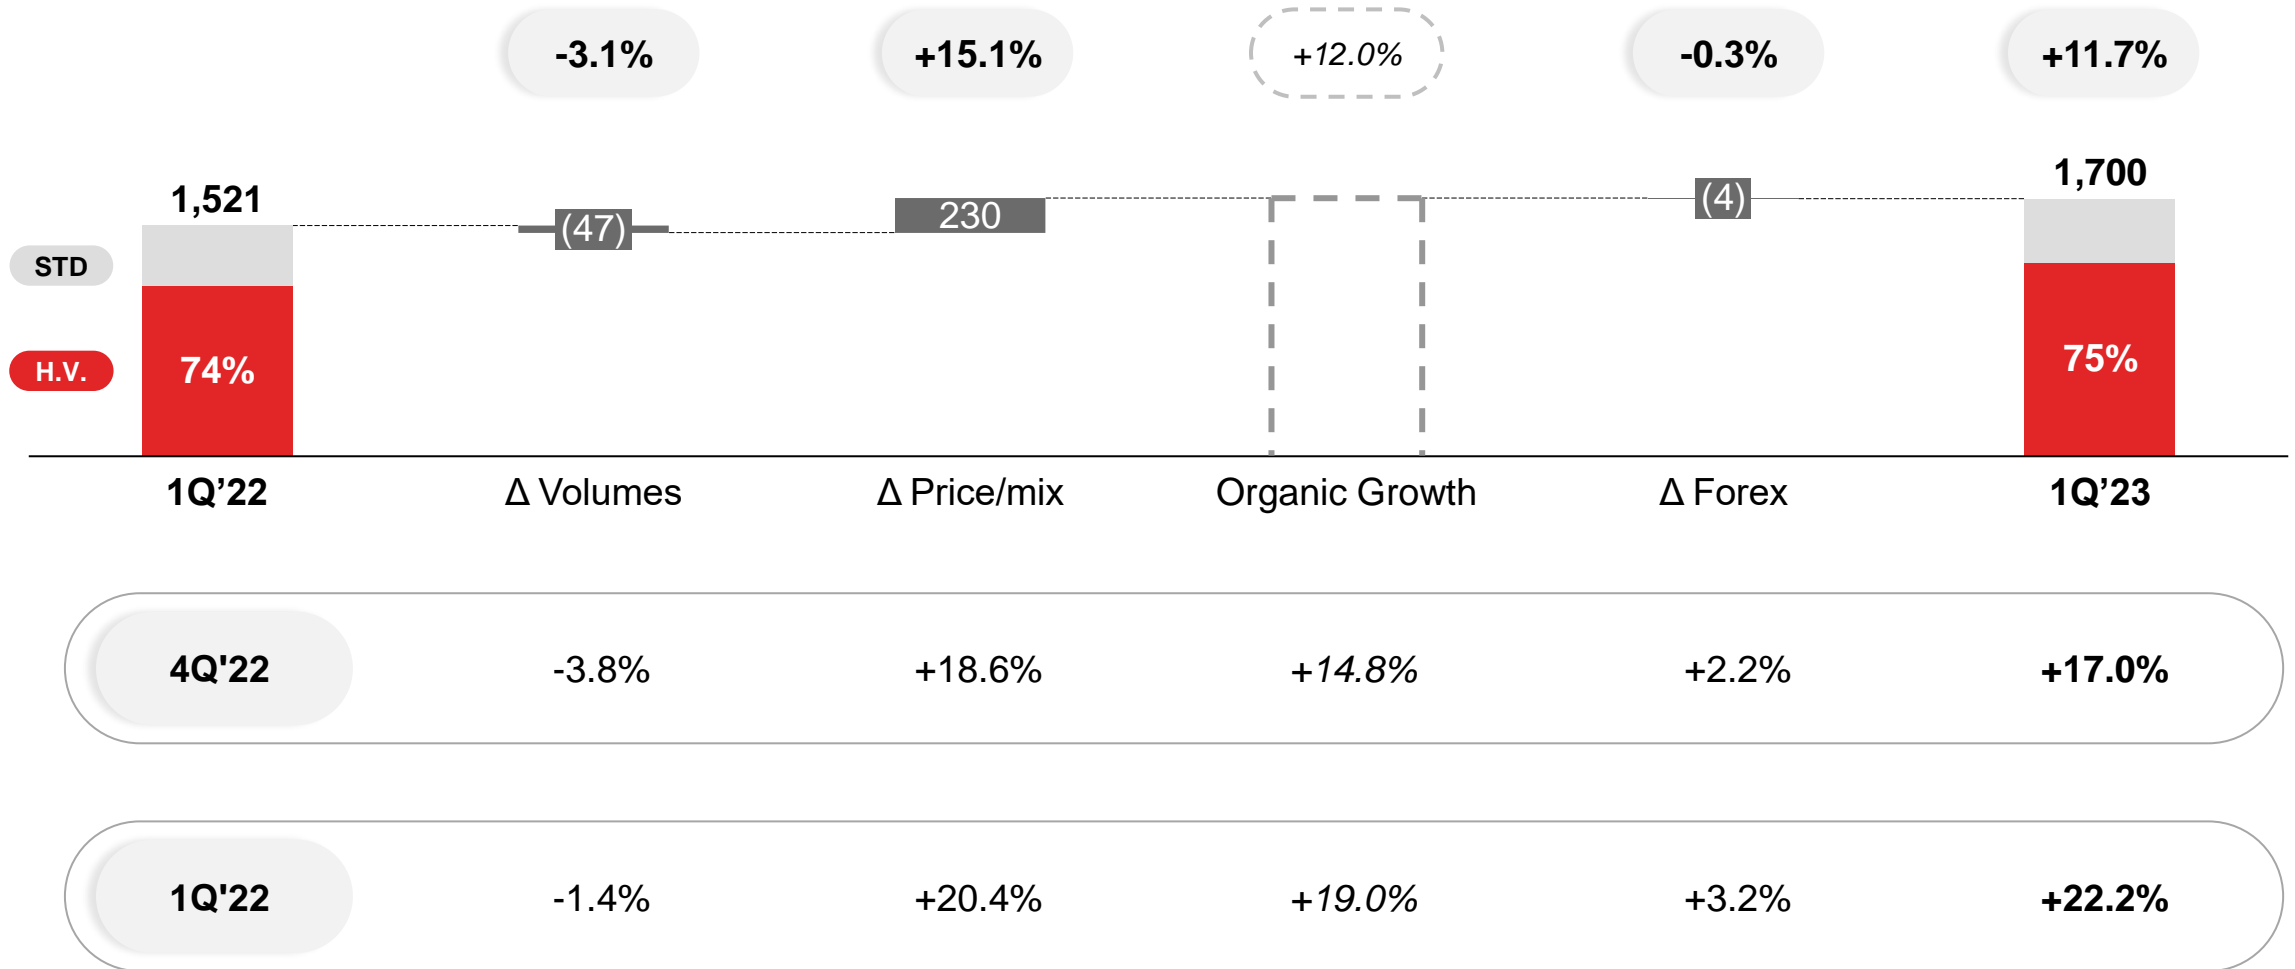 -3.1% +15.1% +12.0% -0.3% +11.7%
1,521 (47) 230 (4) 1,700
STD
H.V. 74% 75%
1Q’22 Δ Volumes Δ Price/mix Organic Growth Δ Forex 1Q’23
4Q'22 -3.8% +18.6% +14.8% +2.2% +17.0%
1Q'22 -1.4% +20.4% +19.0% +3.2% +22.2%